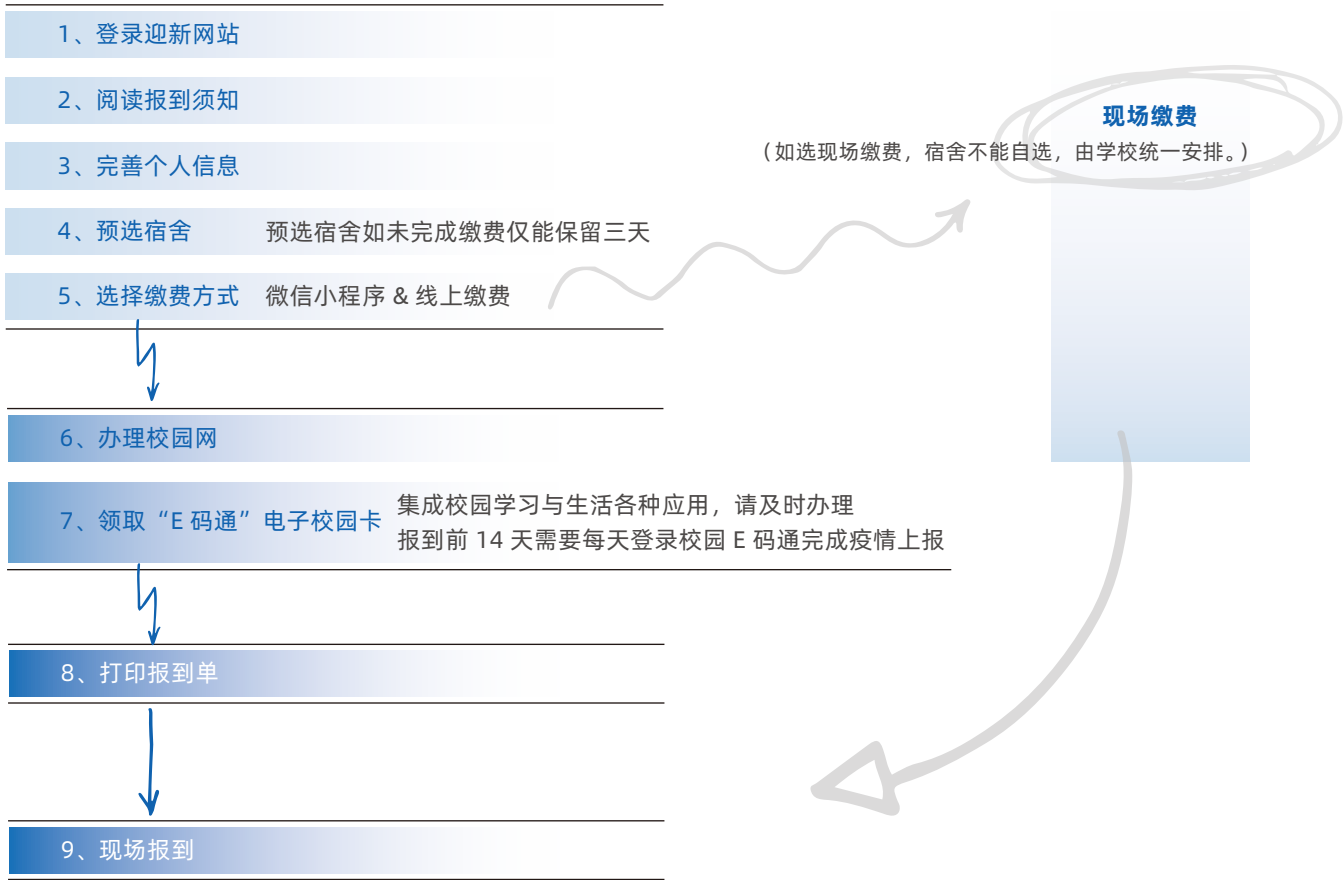 1、登录迎新网站
2、阅读报到须知
3、完善个人信息
4、预选宿舍 预选宿舍如未完成缴费仅能保留三天
5、选择缴费方式 微信小程序 & 线上缴费
现场缴费
（如选现场缴费，宿舍不能自选，由学校统一安排。）
6、办理校园网
7、领取“E 码通”电子校园卡
集成校园学习与生活各种应用，请及时办理
报到前 14 天需要每天登录校园 E 码通完成疫情上报
8、打印报到单
9、现场报到